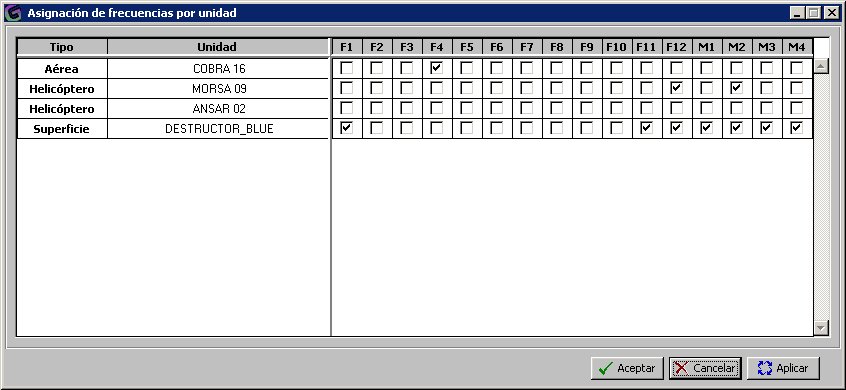 Asignación de frecuencias por unidad
Tipo Unidad F1 F2 F3 F4 F5 F6 F7 F8 F9 F10 F11 F12 M1 M2 M3 M4
Aérea COBRA 16
Helicóptero MORSA 09
Helicóptero ANSAR 02
Superficie DESTRUCTOR_BLUE
Aceptar Cancelar Aplicar